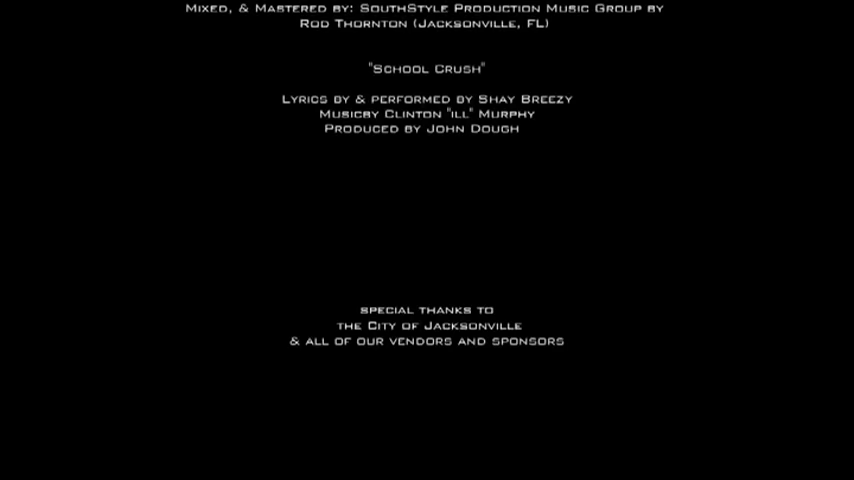 Mixed, & Mastered by: SouthStyle Production Music Group by
Rod Thornton (Jacksonville, FL)
"School Crush"
Lyrics by & performed by Shay Breezy
Musicby Clinton "ill" Murphy
Produced by John Dough
special thanks to
the City of Jacksonville
& all of our vendors and sponsors